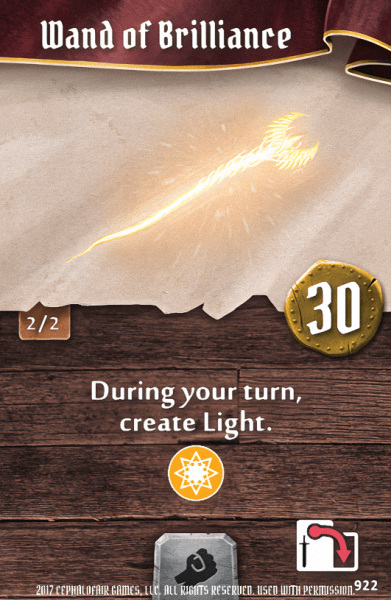 Wand of Brilliance
2/2
30
During your turn,
create Light.
922
2017 CEPHALOFAIR GAMES, LLC. ALL RIGHTS RESERVED. USED WITH PERMISSION.